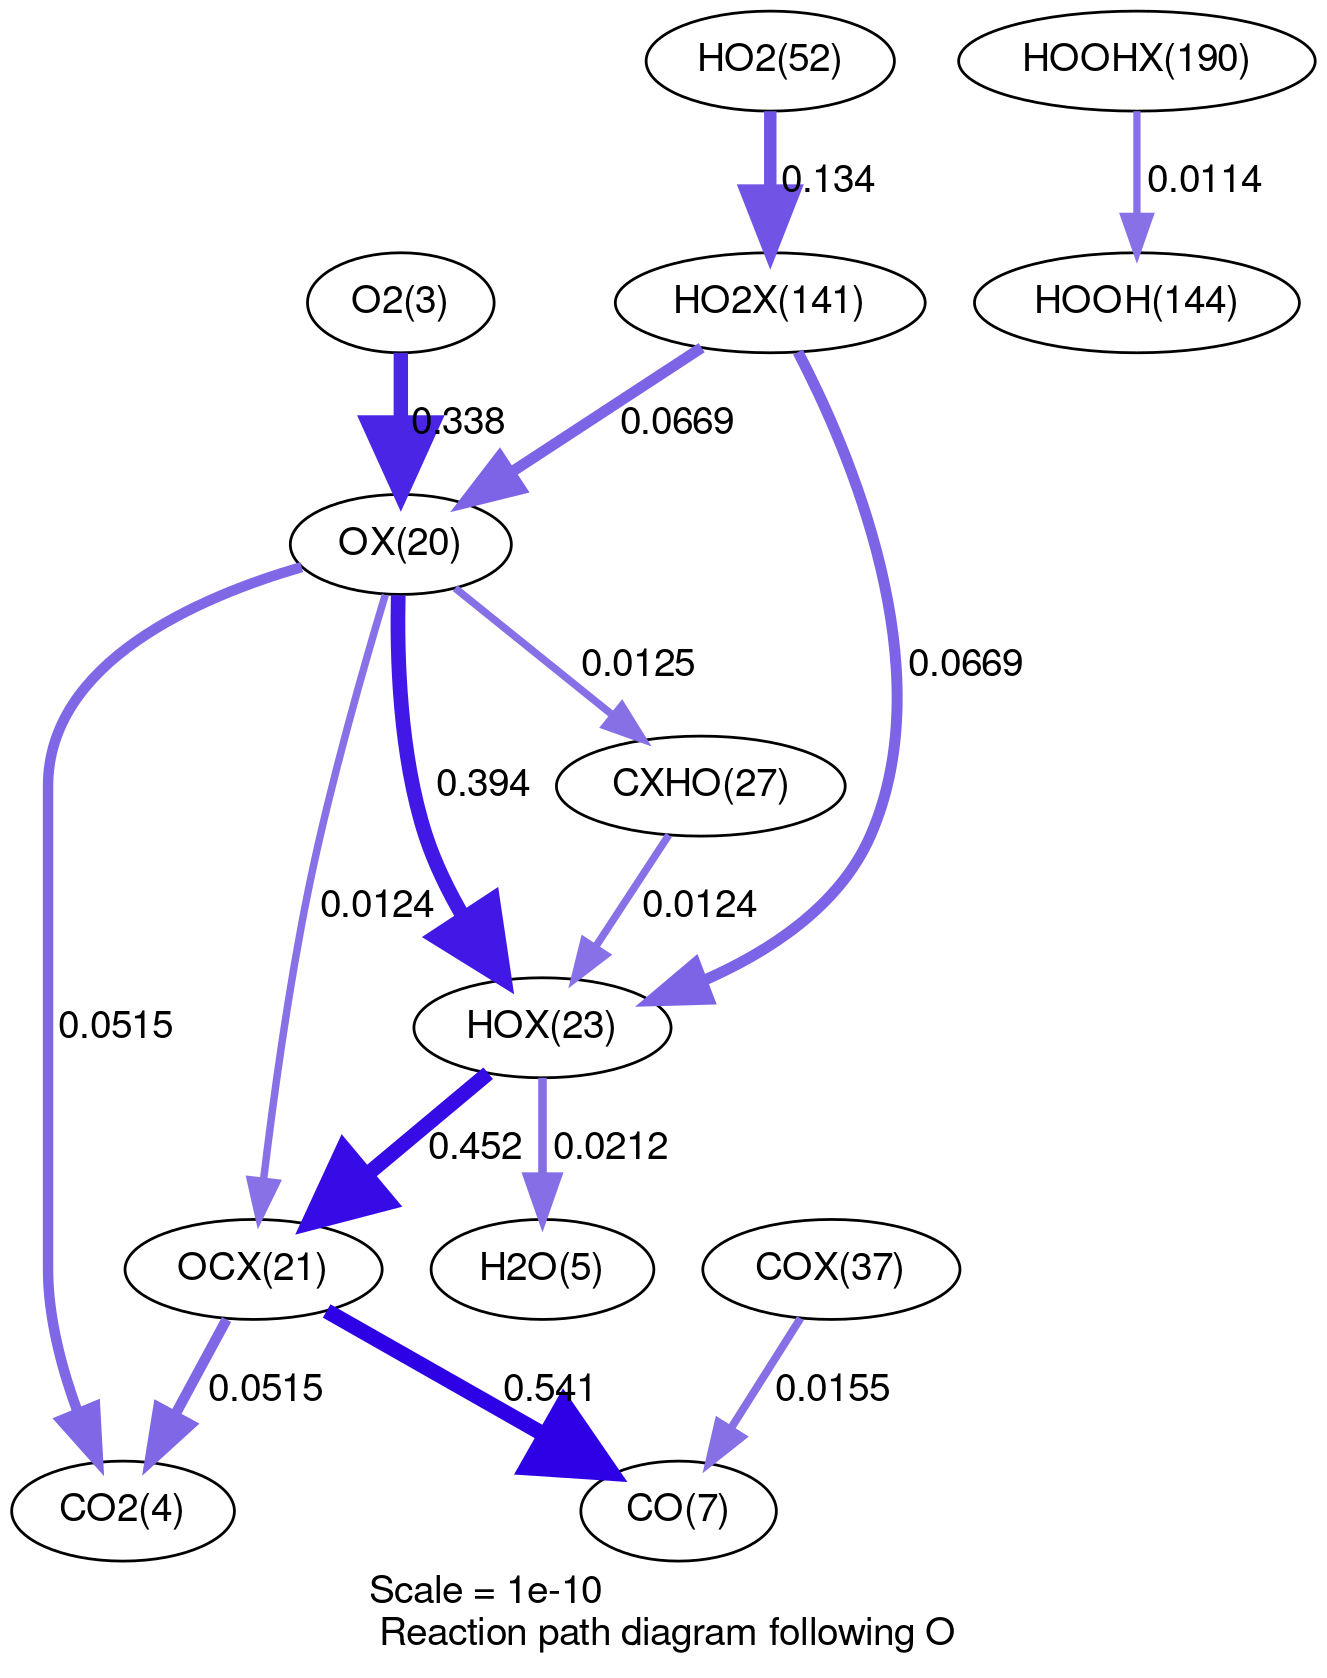 HO2(52)
HOOHX(190)
0.134
0.0114
O2(3)
HO2X(141)
HOOH(144)
0.338
0.0669
OX(20)
0.0125
0.0669
0.394
CXHO(27)
0.0124
0.0124
0.0515
HOX(23)
0.452
0.0212
OCX(21)
H2O(5)
COX(37)
0.0515
0.541
0.0155
CO2(4)
CO(7)
Scale = 1e-10
Reaction path diagram following O